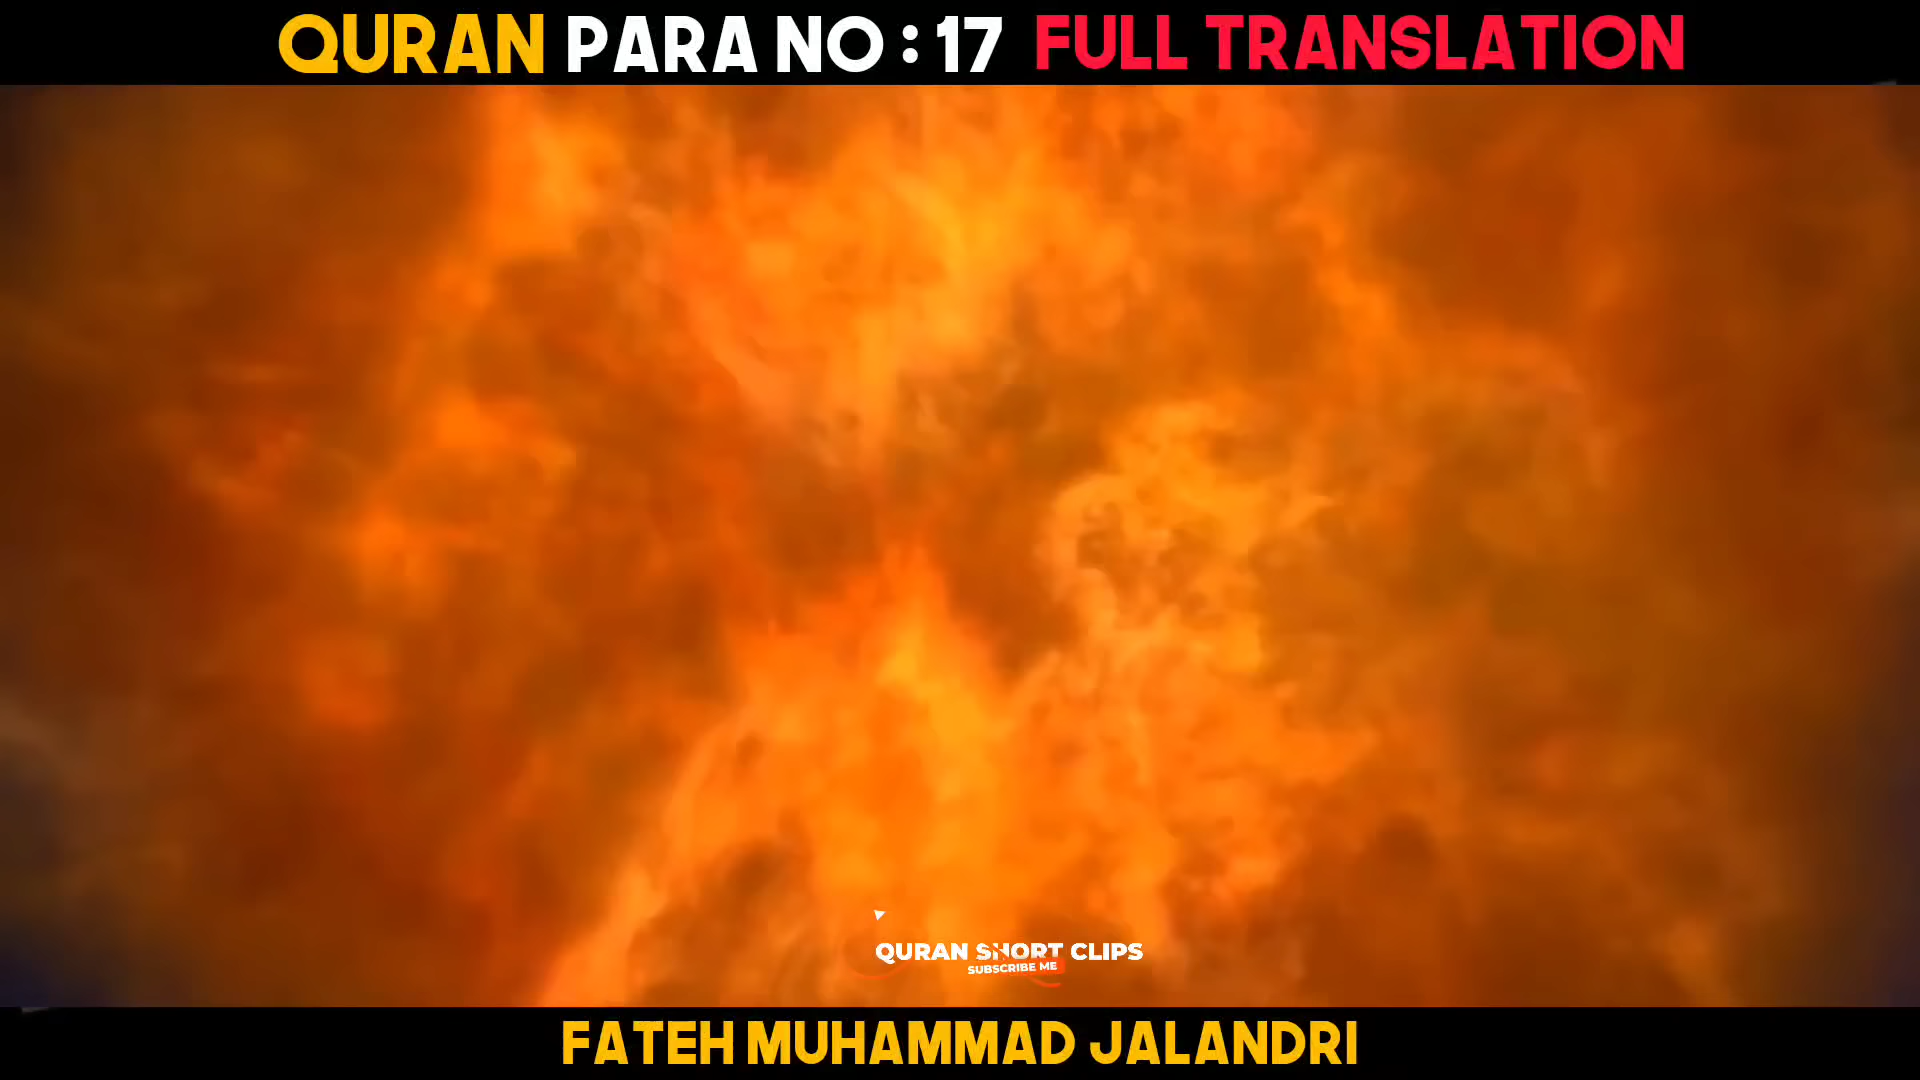 QURAN PARA NO : 17 FULL TRANSLATION
QURAN SHORT CLIPS
SUBSCRIBE ME
FATEH MUHAMMAD JALANDRI